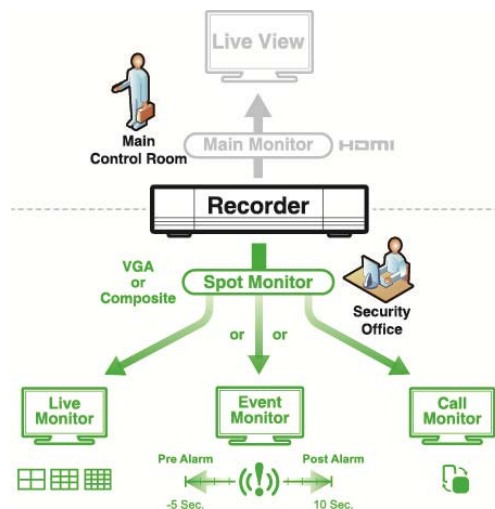 Live View
Main
Control Room
Main Monitor
HDMI
Recorder
VGA
or
Composite
Spot Monitor
Security
Office
or or
Live
Monitor
Event
Monitor
Call
Monitor
Pre Alarm
Post Alarm
-5 Sec.
10 Sec.